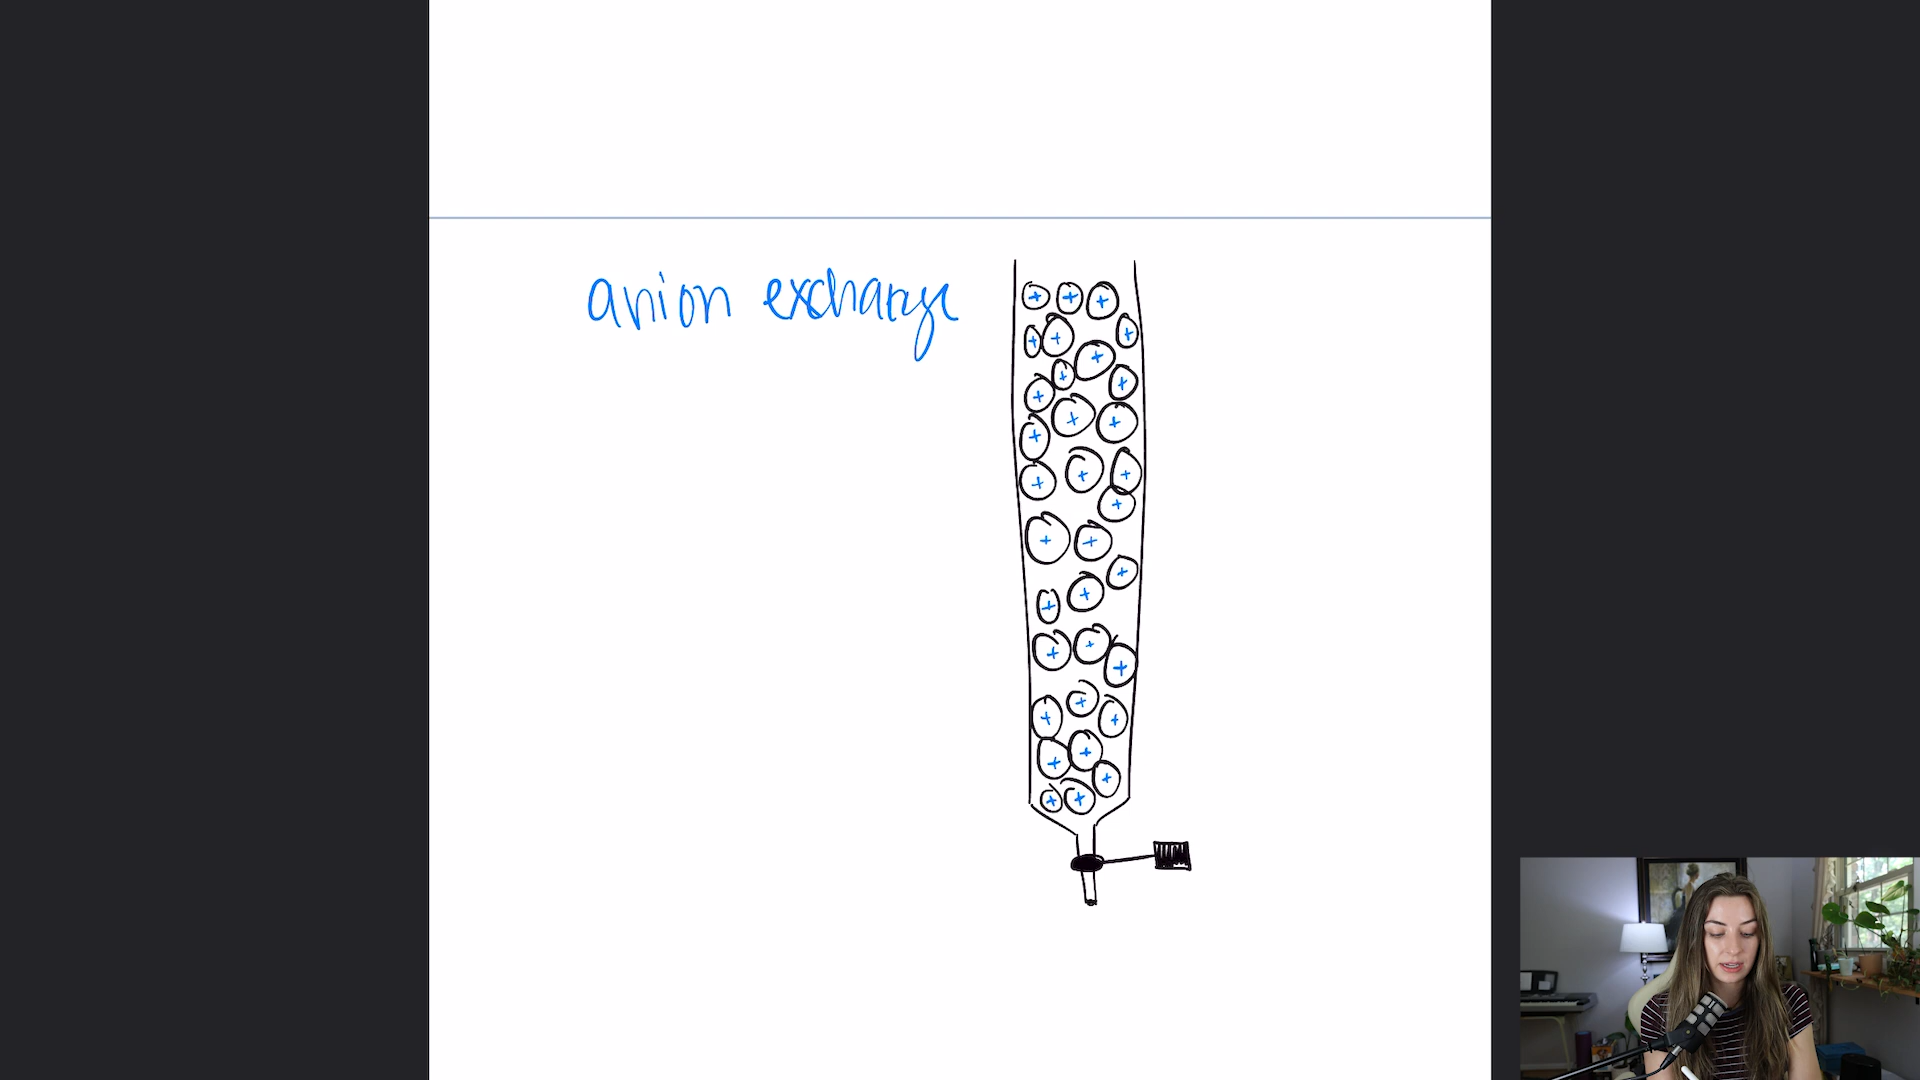 anion exchange
+ + +
+ + +
+
+ +
+
+ +
+
+ + +
+
+ +
+
+ +
+ + +
+ + +
+ +
+
+ +